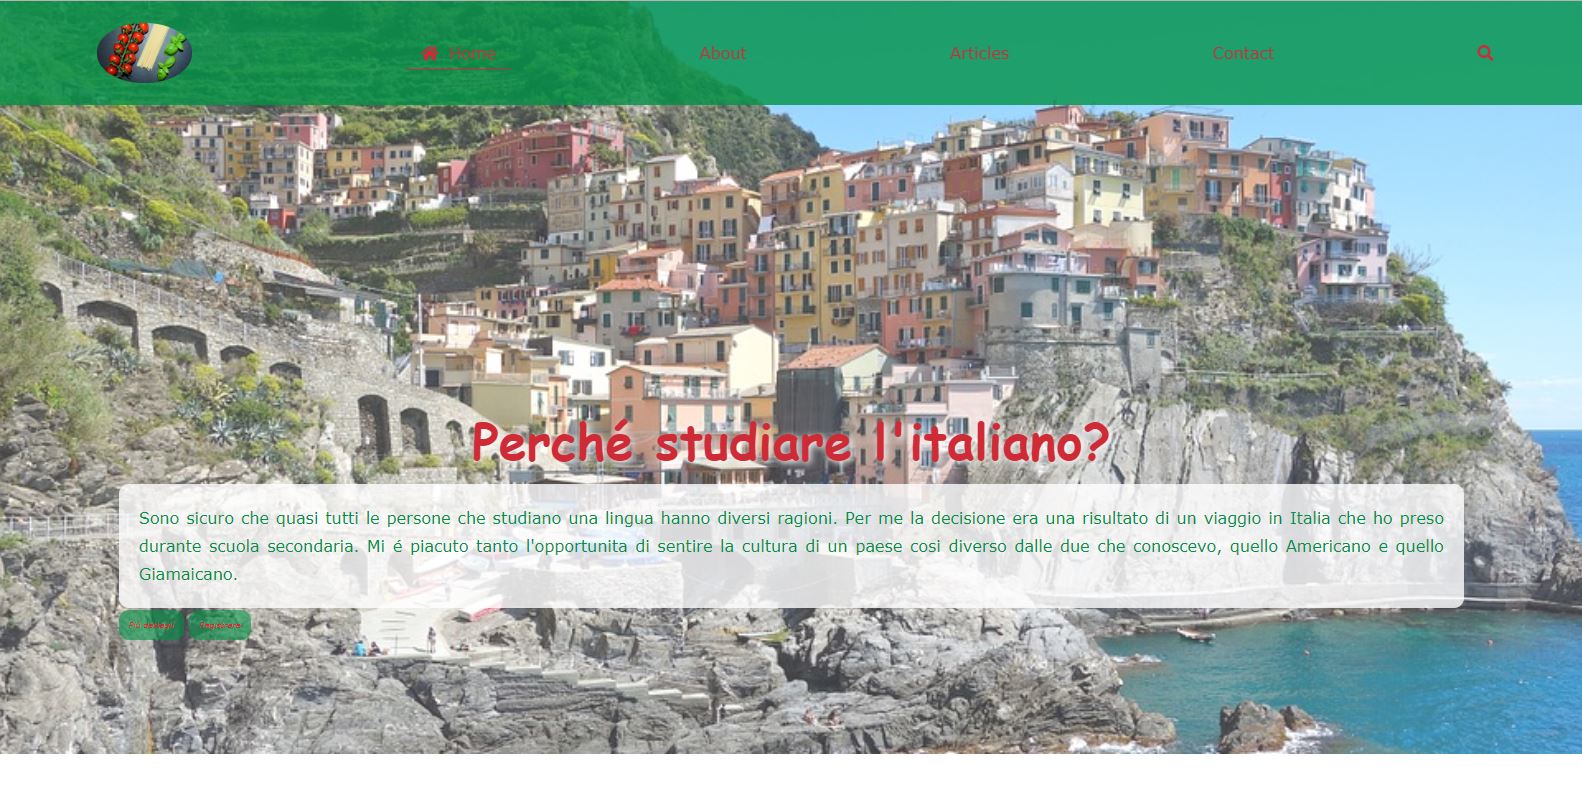 Home
About
Articles
Contact
Perché studiare l'italiano?
Sono sicuro che quasi tutti le persone che studiano una lingua hanno diversi ragioni. Per me la decisione era una risultato di un viaggio in Italia che ho preso
durante scuola secondaria. Mi é piacuto tanto l'opportunita di sentire la cultura di un paese cosi diverso dalle due che conoscevo, quello Americano e quello
Giamaicano.